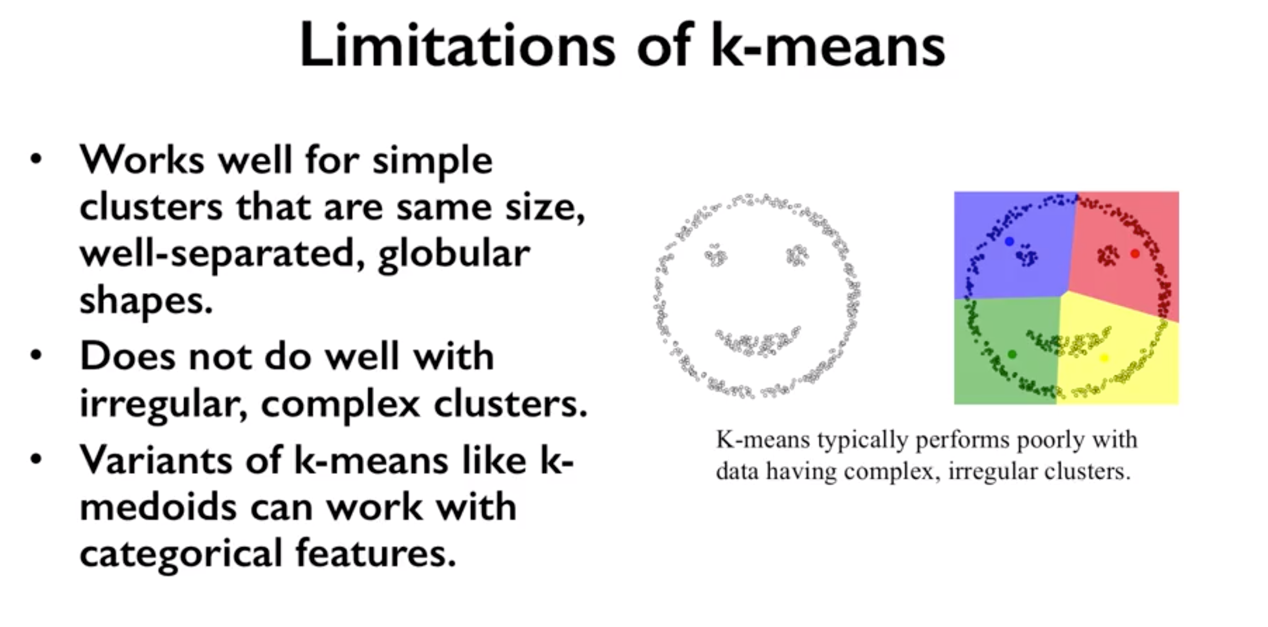 Limitations of k-means
• Works well for simple
clusters that are same size,
well-separated, globular
shapes.
• Does not do well with
irregular, complex clusters.
• Variants of k-means like k-
medoids can work with
categorical features.
K-means typically performs poorly with
data having complex, irregular clusters.